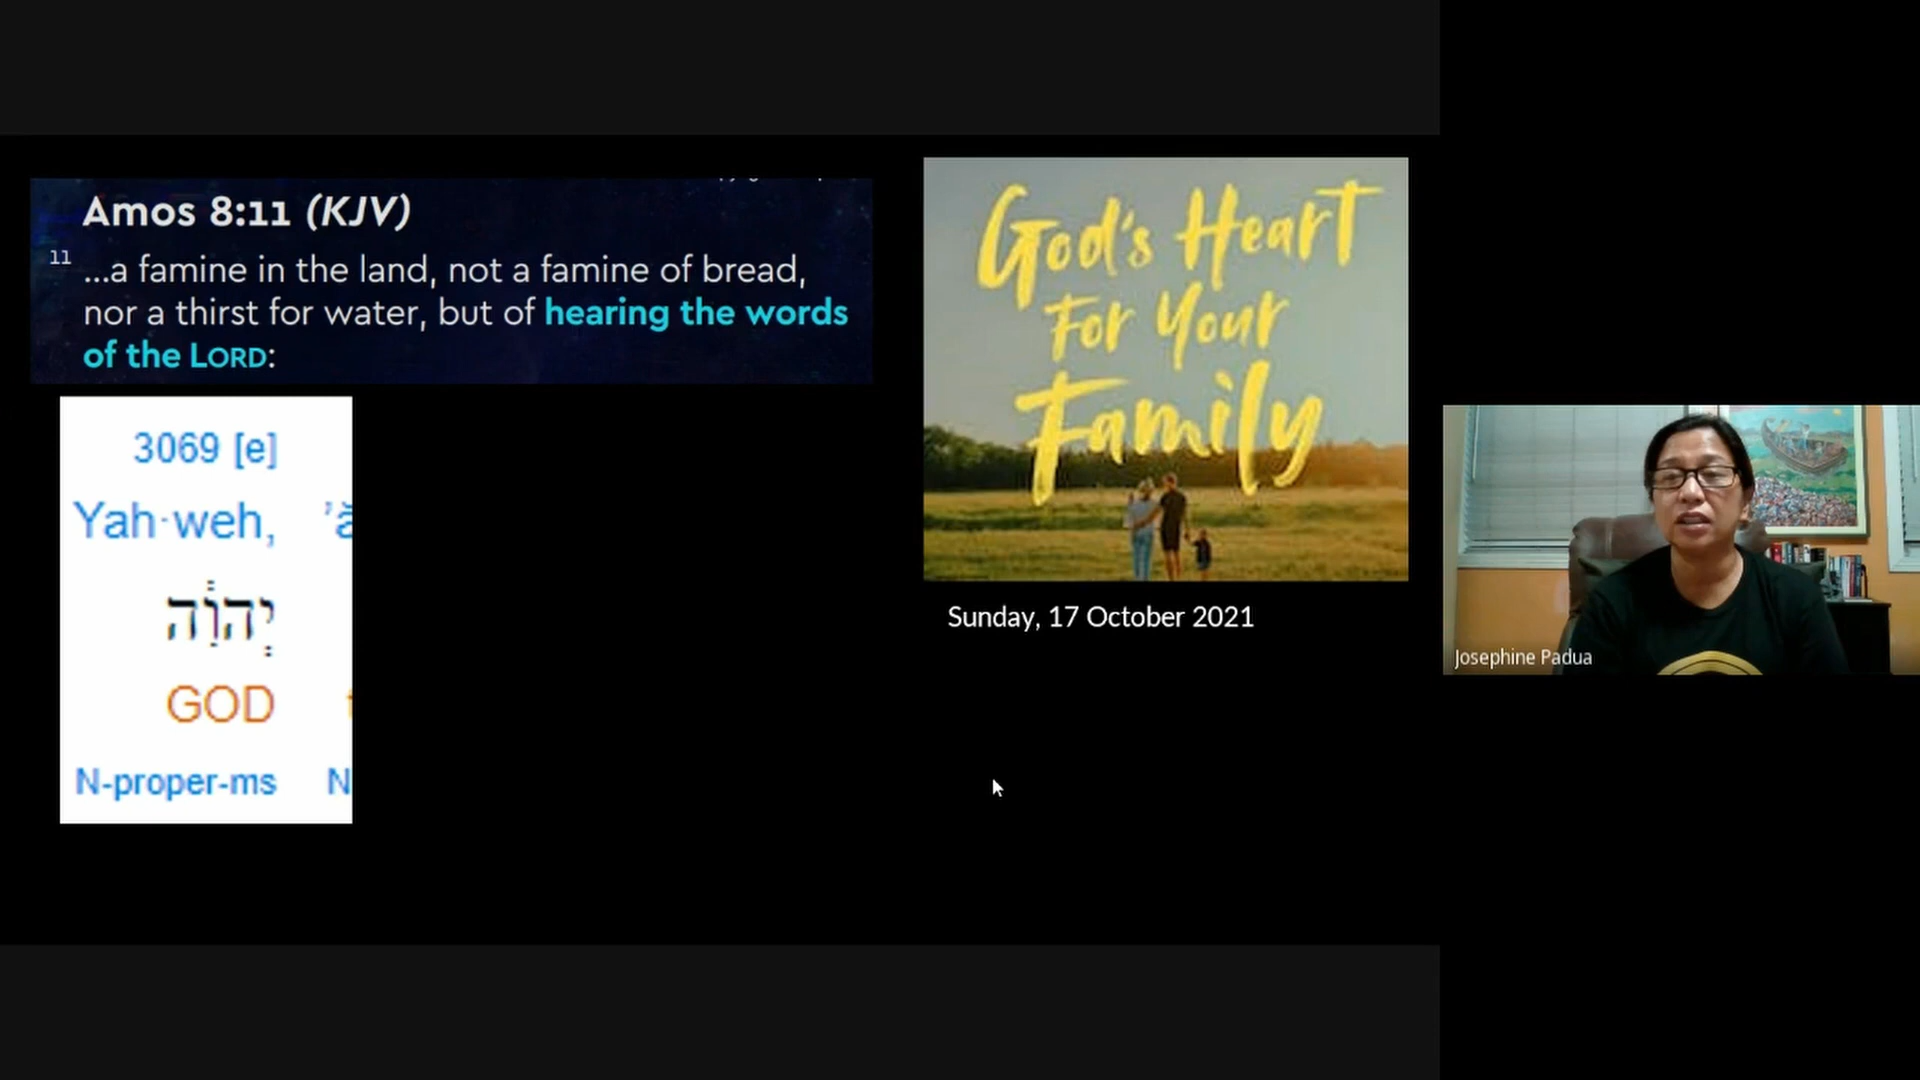 Amos 8:11 (KJV)
11 ...a famine in the land, not a famine of bread,
nor a thirst for water, but of hearing the words
of the LORD:
3069 [e]
Yah·weh, ’ă
יְהוִ֔ה
GOD
N-proper-ms N
God's Heart
For Your
Family
Sunday, 17 October 2021
Josephine Padua